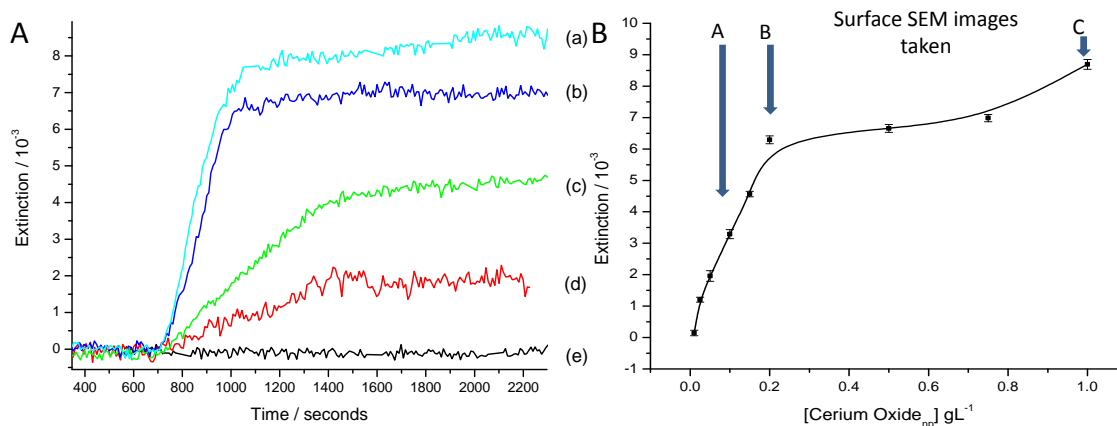 A
Extinction / 10⁻³
8
7
6
5
4
3
2
1
0
400 600 800 1000 1200 1400 1600 1800 2000 2200
Time / seconds
(a)
(b)
(c)
(d)
(e)
B
Surface SEM images
taken
A
B
C
Extinction / 10⁻³
10
9
8
7
6
5
4
3
2
1
0
-1
0.0 0.2 0.4 0.6 0.8 1.0
[Cerium Oxide_np] gL⁻¹